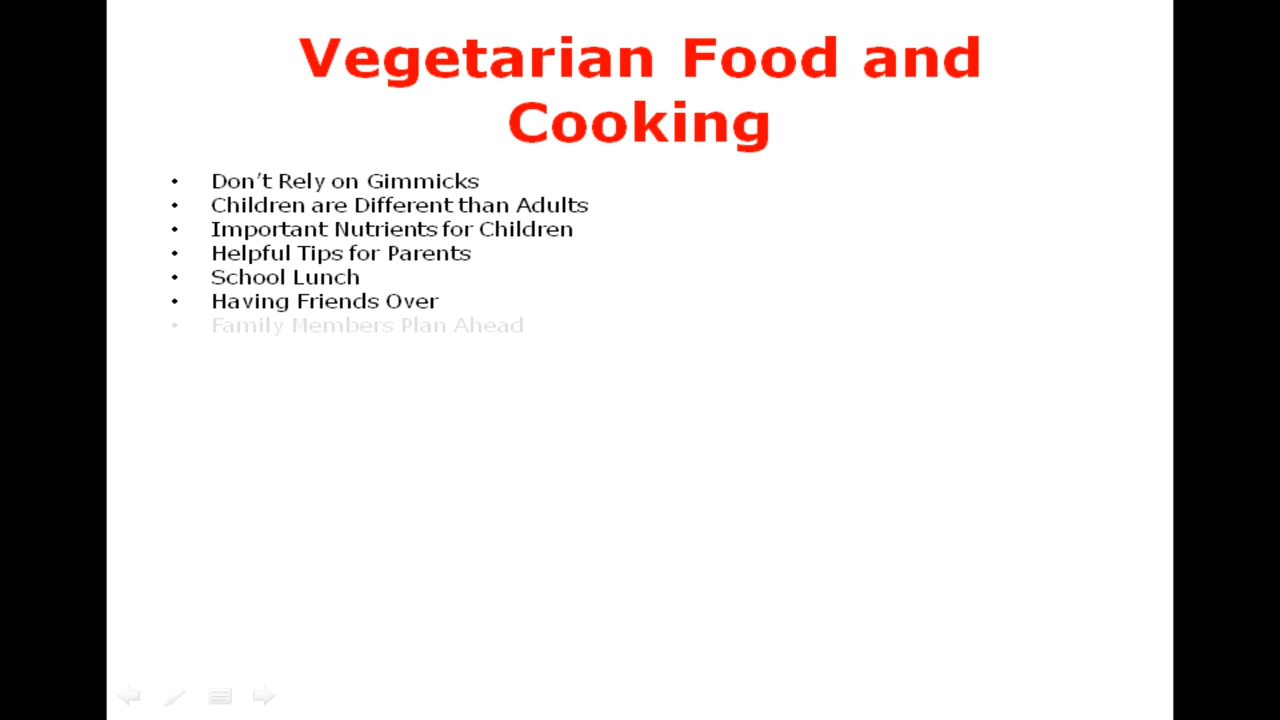 Vegetarian Food and
Cooking
• Don’t Rely on Gimmicks
• Children are Different than Adults
• Important Nutrients for Children
• Helpful Tips for Parents
• School Lunch
• Having Friends Over
• Family Members Plan Ahead